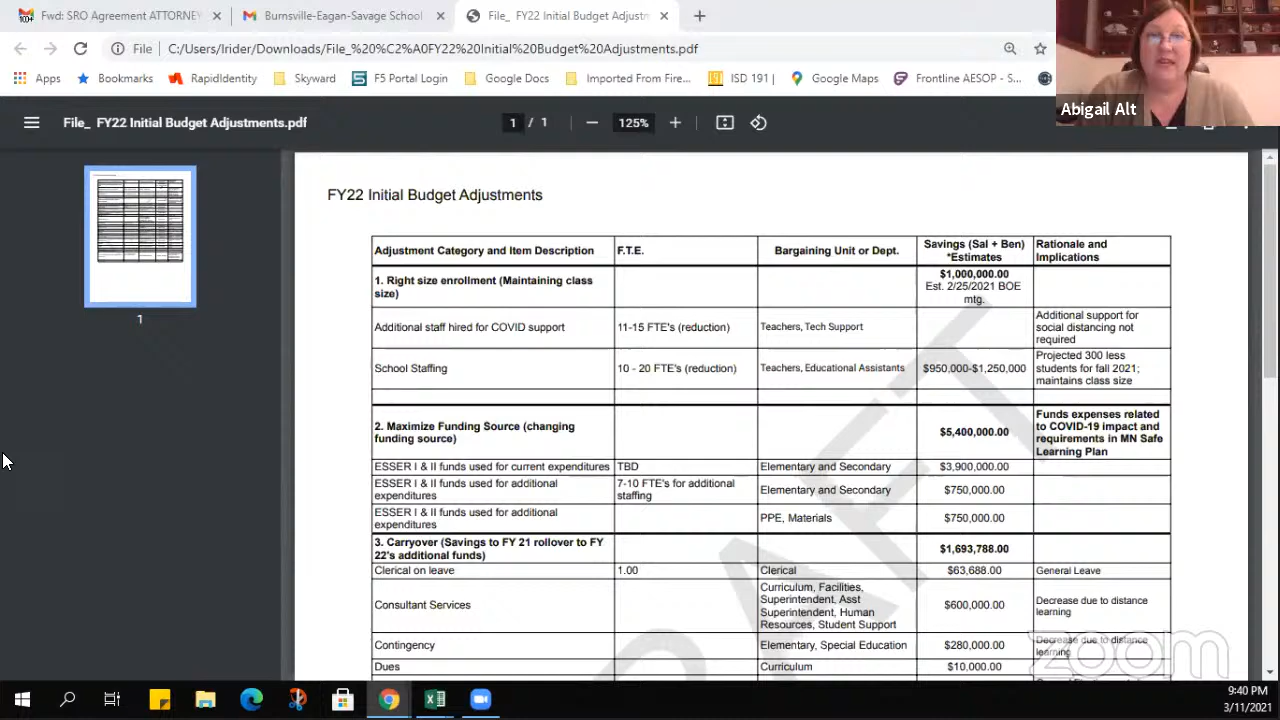 Fwd: SRO Agreement ATTORNEY
Burnsville-Eagan-Savage School
File_ FY22 Initial Budget Adjustm
File
C:/Users/lrider/Downloads/File_%20%C2%A0FY22%20Initial%20Budget%20Adjustments.pdf
Apps
Bookmarks
RapidIdentity
Skyward
F5 Portal Login
Google Docs
Imported From Fire...
ISD 191 |
Google Maps
Frontline AESOP - S...
Abigail Alt
File_ FY22 Initial Budget Adjustments.pdf
1 / 1
125%
1
FY22 Initial Budget Adjustments
Adjustment Category and Item Description
F.T.E.
Bargaining Unit or Dept.
Savings (Sal + Ben)
*Estimates
Rationale and
Implications
1. Right size enrollment (Maintaining class
size)
$1,000,000.00
Est. 2/25/2021 BOE
mtg.
Additional staff hired for COVID support
11-15 FTE's (reduction)
Teachers, Tech Support
Additional support for
social distancing not
required
School Staffing
10 - 20 FTE's (reduction)
Teachers, Educational Assistants
$950,000-$1,250,000
Projected 300 less
students for fall 2021;
maintains class size
2. Maximize Funding Source (changing
funding source)
$5,400,000.00
Funds expenses related
to COVID-19 impact and
requirements in MN Safe
Learning Plan
ESSER I & II funds used for current expenditures
TBD
Elementary and Secondary
$3,900,000.00
ESSER I & II funds used for additional
expenditures
7-10 FTE's for additional
staffing
Elementary and Secondary
$750,000.00
ESSER I & II funds used for additional
expenditures
PPE, Materials
$750,000.00
3. Carryover (Savings to FY 21 rollover to FY
22's additional funds)
$1,693,788.00
Clerical on leave
1.00
Clerical
$63,688.00
General Leave
Consultant Services
Curriculum, Facilities,
Superintendent, Asst
Superintendent, Human
Resources, Student Support
$600,000.00
Decrease due to distance
learning
Contingency
Elementary, Special Education
$280,000.00
Decrease due to distance
learning
Dues
Curriculum
$10,000.00
DRAFT
zoom
9:40 PM
3/11/2021